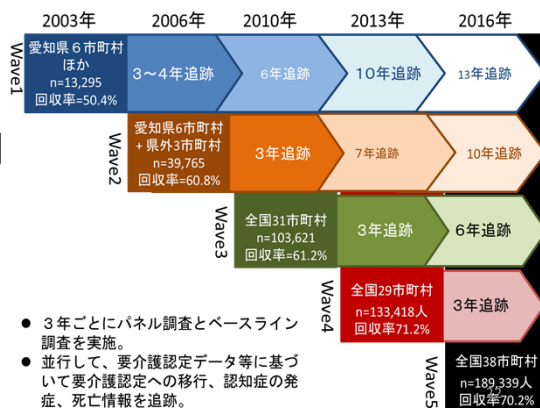 2003年 2006年 2010年 2013年 2016年
Wave1
愛知県６市町村
ほか
n=13,295
回収率=50.4%
3～4年追跡
6年追跡
10年追跡
13年追跡
Wave2
愛知県6市町村
+県外3市町村
n=39,765
回収率=60.8%
3年追跡
7年追跡
10年追跡
Wave3
全国31市町村
n=103,621
回収率=61.2%
3年追跡
6年追跡
Wave4
全国29市町村
n=133,418人
回収率71.2%
3年追跡
Wave5
全国38市町村
n=189,339人
回収率70.2%
● ３年ごとにパネル調査とベースライン
調査を実施。
● 並行して、要介護認定データ等に基づ
いて要介護認定への移行、認知症の発
症、死亡情報を追跡。